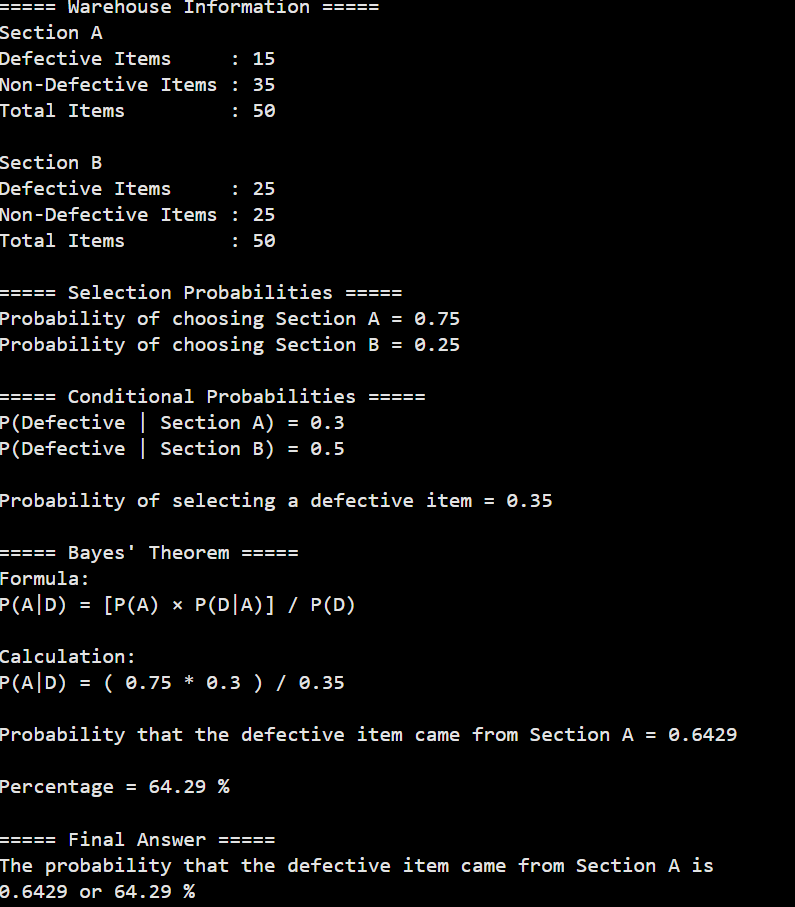 ===== Warehouse Information =====
Section A
Defective Items     : 15
Non-Defective Items : 35
Total Items         : 50

Section B
Defective Items     : 25
Non-Defective Items : 25
Total Items         : 50

===== Selection Probabilities =====
Probability of choosing Section A = 0.75
Probability of choosing Section B = 0.25

===== Conditional Probabilities =====
P(Defective | Section A) = 0.3
P(Defective | Section B) = 0.5

Probability of selecting a defective item = 0.35

===== Bayes' Theorem =====
Formula:
P(A|D) = [P(A) × P(D|A)] / P(D)

Calculation:
P(A|D) = ( 0.75 * 0.3 ) / 0.35

Probability that the defective item came from Section A = 0.6429

Percentage = 64.29 %

===== Final Answer =====
The probability that the defective item came from Section A is
0.6429 or 64.29 %